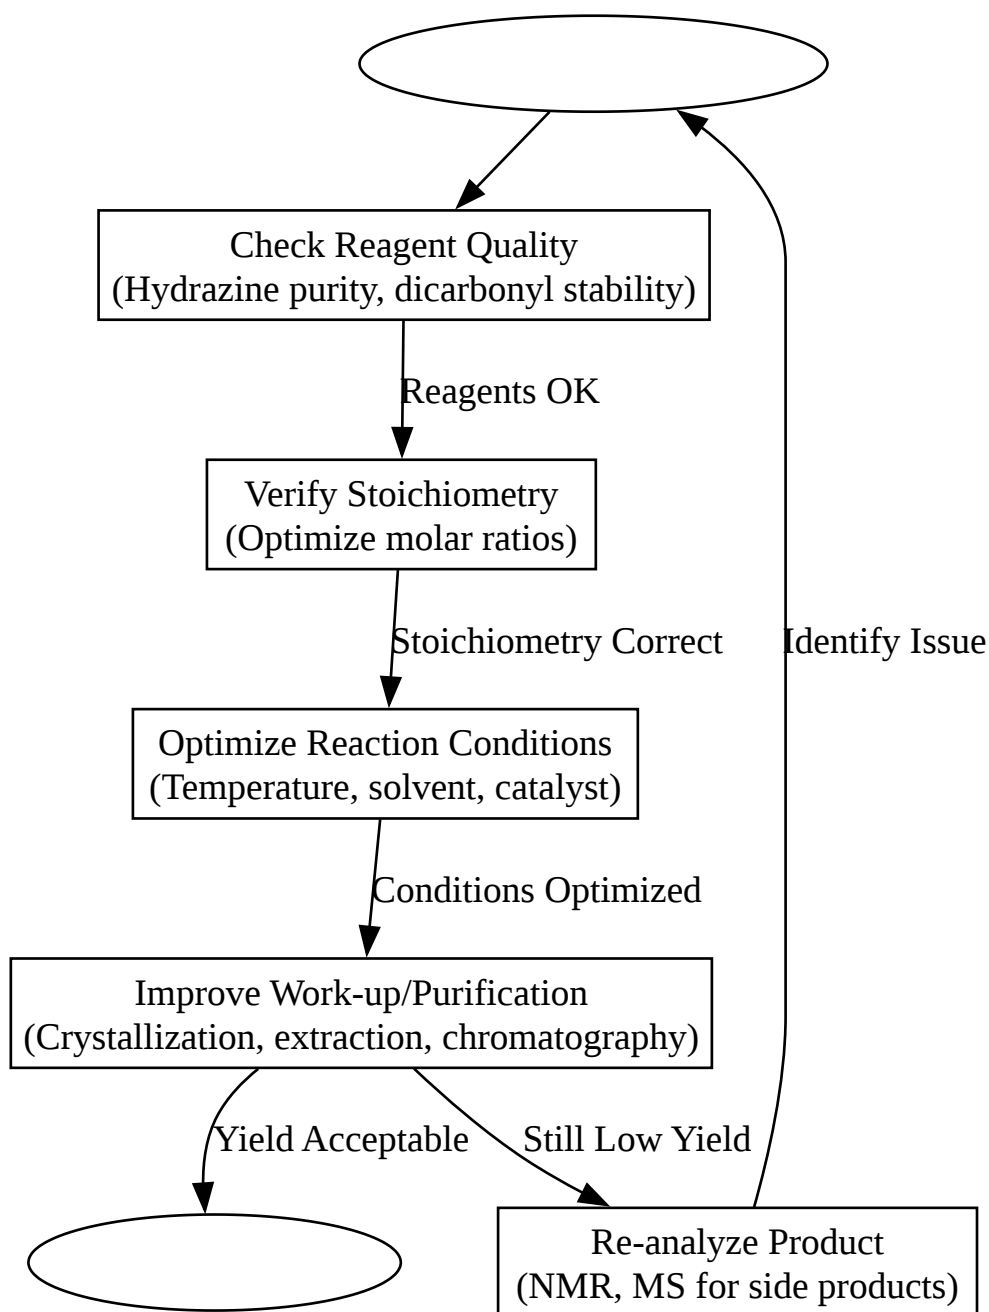 Check Reagent Quality
(Hydrazine purity, dicarbonyl stability)
Reagents OK
Verify Stoichiometry
(Optimize molar ratios)
Stoichiometry Correct
Identify Issue
Optimize Reaction Conditions
(Temperature, solvent, catalyst)
Conditions Optimized
Improve Work-up/Purification
(Crystallization, extraction, chromatography)
Yield Acceptable
Still Low Yield
Re-analyze Product
(NMR, MS for side products)